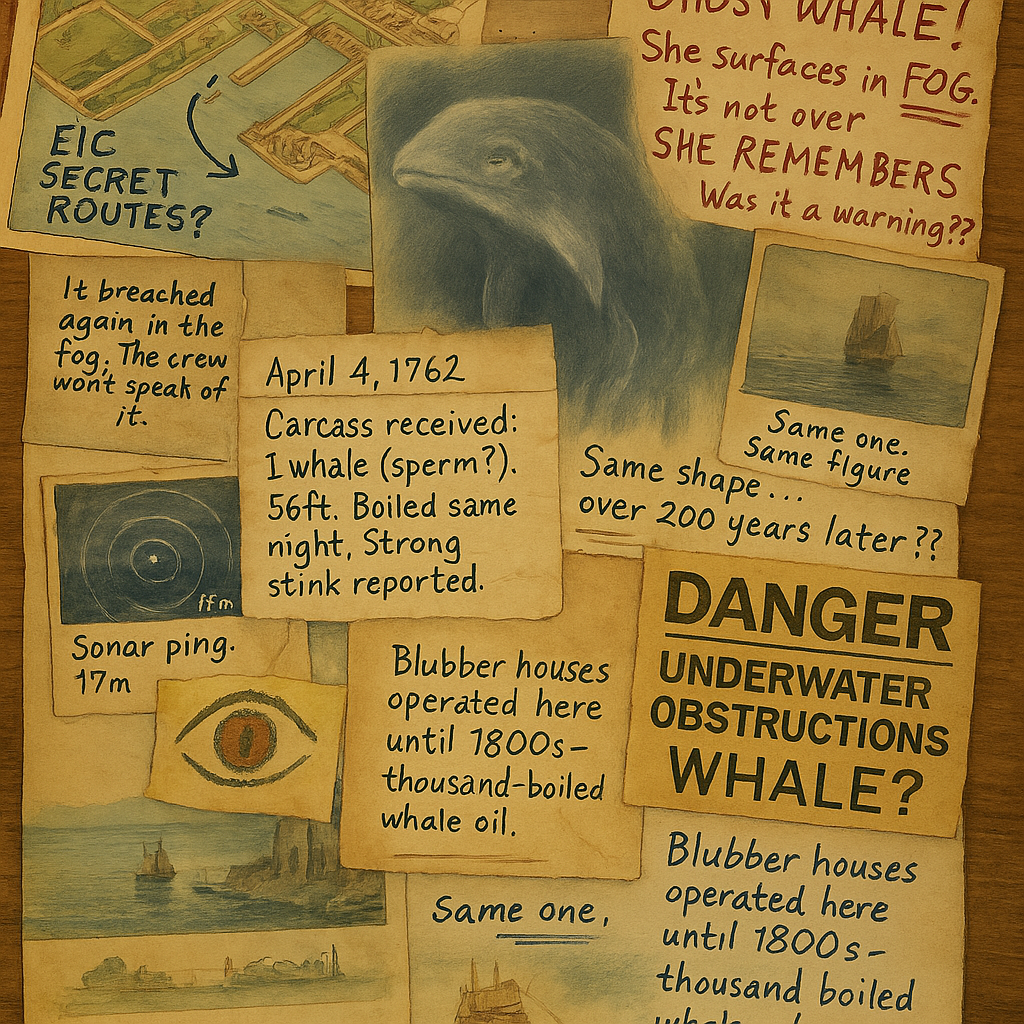 GHOST WHALE!
She surfaces in FOG.
It's not over
SHE REMEMBERS
Was it a warning??
EIC
SECRET
ROUTES?
It breached
again in the
fog; The crew
won't speak of
it.
April 4, 1762
Carcass received:
1 whale (sperm?).
56ft. Boiled same
night, Strong
stink reported.
Same one.
Same figure
Same shape...
over 200 years later??
Sonar ping.
17m
DANGER
UNDERWATER
OBSTRUCTIONS
WHALE?
Blubber houses
operated here
until 1800s–
thousand-boiled
whale oil.
Same one,
Blubber houses
operated here
until 1800s–
thousand boiled